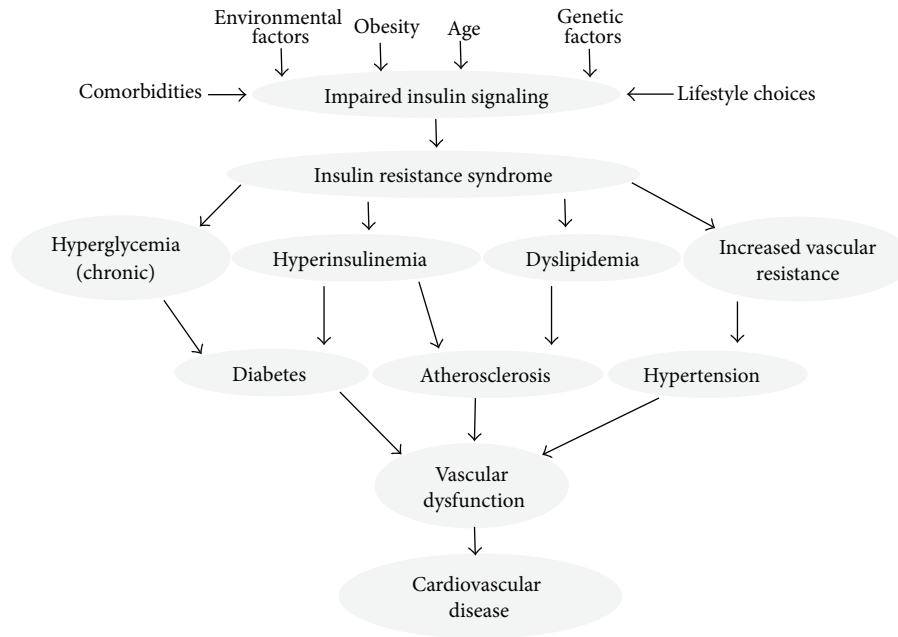 Environmental
factors
Obesity
Age
Genetic
factors
Comorbidities
Impaired insulin signaling
Lifestyle choices
Insulin resistance syndrome
Hyperglycemia
(chronic)
Hyperinsulinemia
Dyslipidemia
Increased vascular
resistance
Diabetes
Atherosclerosis
Hypertension
Vascular
dysfunction
Cardiovascular
disease